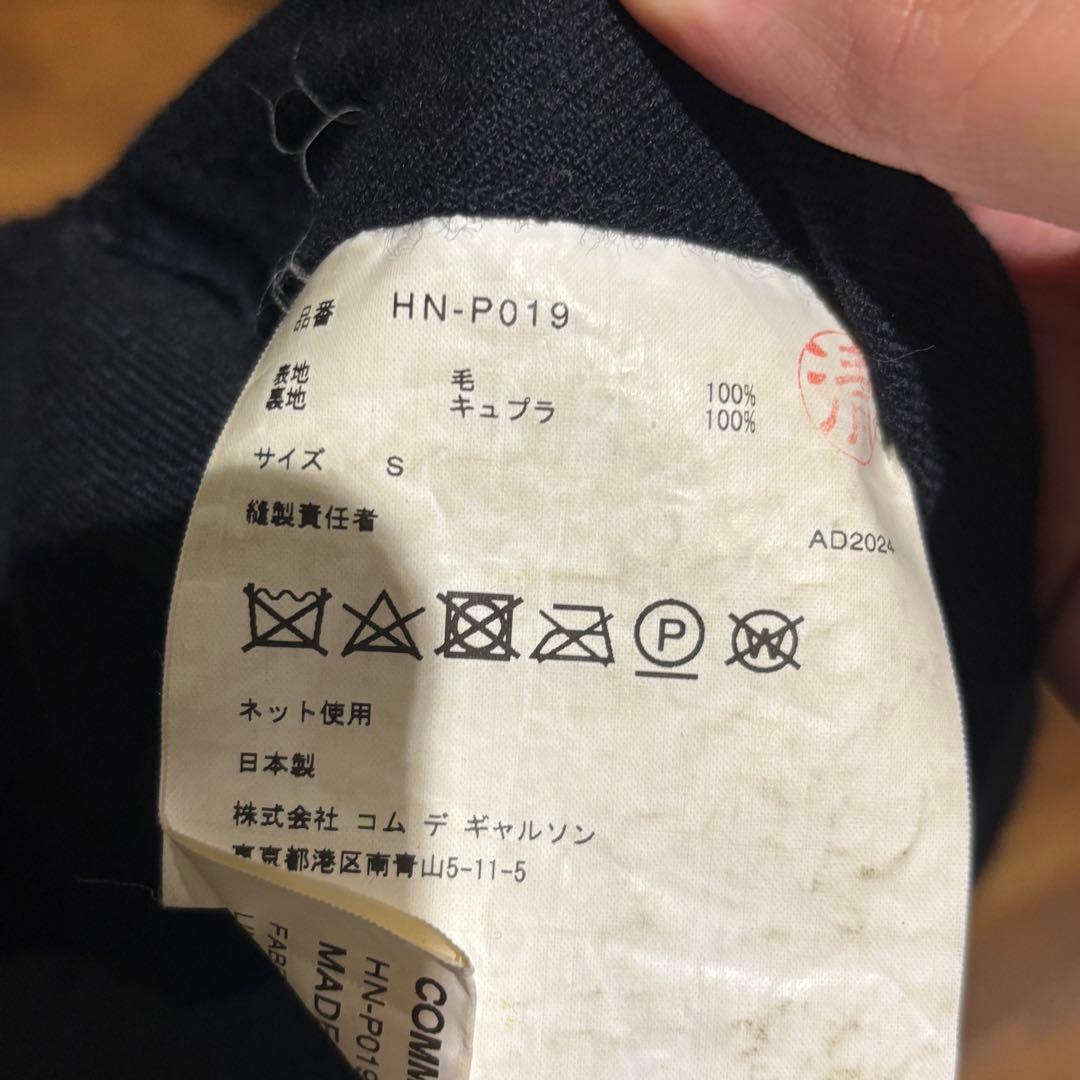 品番 HN-P019
表地 毛 100%
裏地 キュプラ 100%
サイズ S
縫製責任者
AD2024
P
W
ネット使用
日本製
株式会社 コム デ ギャルソン
東京都港区南青山5-11-5
COMM
HN-P019
MADE